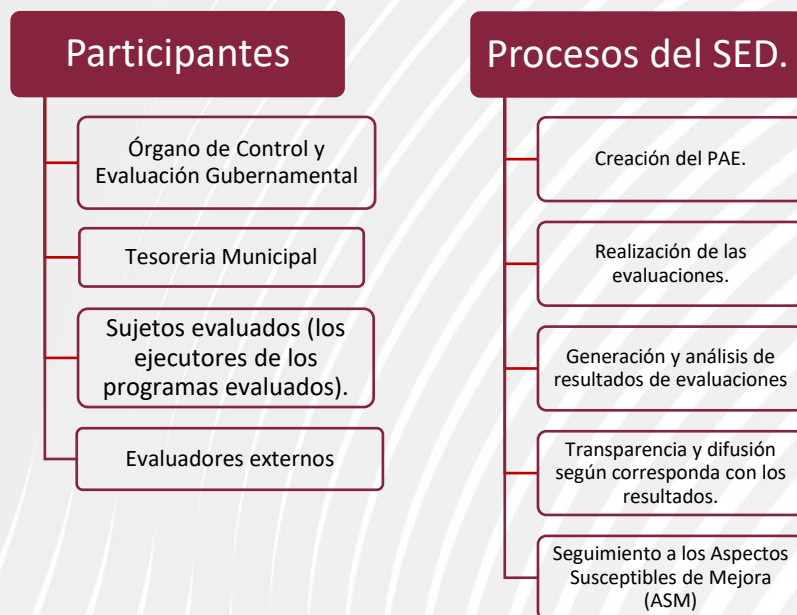 Participantes
Órgano de Control y
Evaluación Gubernamental
Tesoreria Municipal
Sujetos evaluados (los
ejecutores de los
programas evaluados).
Evaluadores externos
Procesos del SED.
Creación del PAE.
Realización de las
evaluaciones.
Generación y análisis de
resultados de evaluaciones
Transparencia y difusión
según corresponda con los
resultados.
Seguimiento a los Aspectos
Susceptibles de Mejora
(ASM)